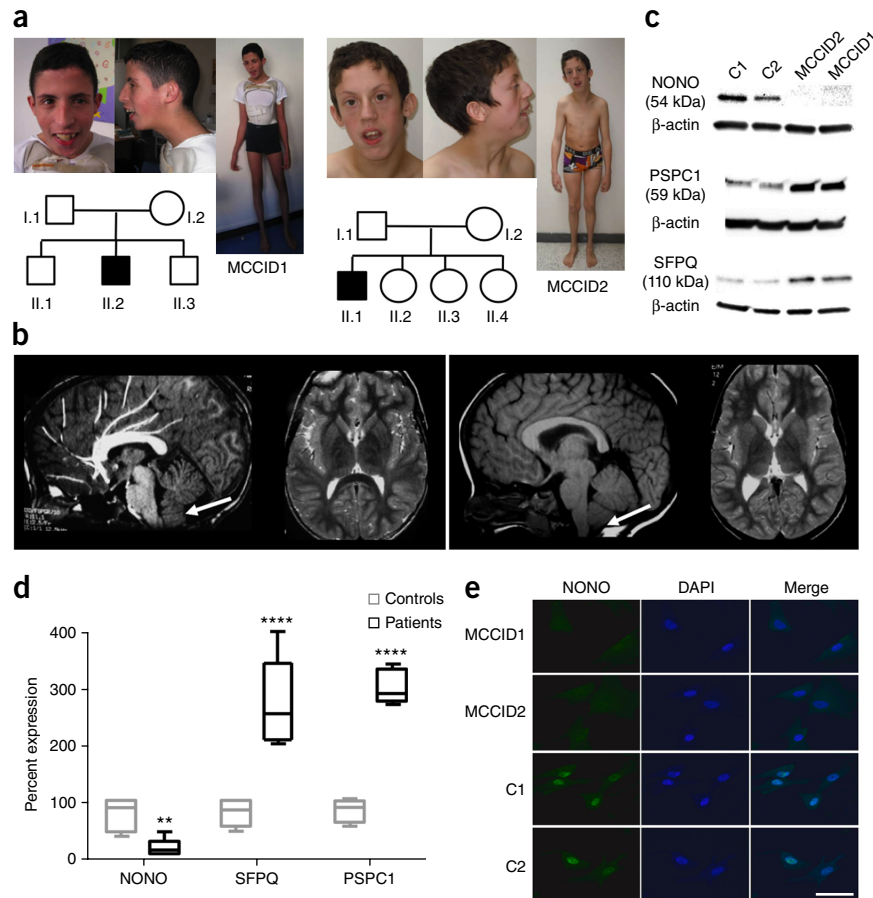 a
I.1
I.2
II.1
II.2
II.3
MCCID1
I.1
I.2
II.1
II.2
II.3
II.4
MCCID2
b
c
C1
C2
MCCID2
MCCID1
NONO
(54 kDa)
β-actin
PSPC1
(59 kDa)
β-actin
SFPQ
(110 kDa)
β-actin
d
Controls
Patients
Percent expression
400
300
200
100
0
**
****
****
NONO
SFPQ
PSPC1
e
NONO
DAPI
Merge
MCCID1
MCCID2
C1
C2